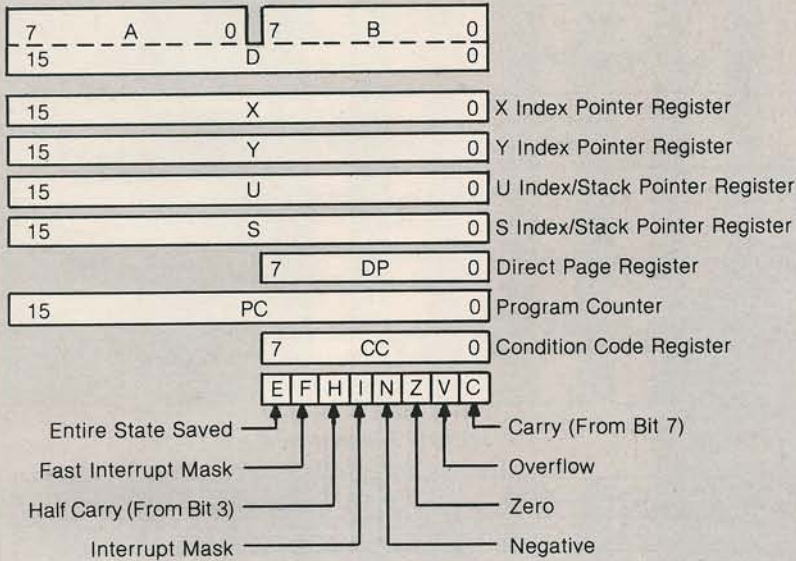 7 A 0 7 B 0
15 D 0
15 X 0 X Index Pointer Register
15 Y 0 Y Index Pointer Register
15 U 0 U Index/Stack Pointer Register
15 S 0 S Index/Stack Pointer Register
7 DP 0 Direct Page Register
15 PC 0 Program Counter
7 CC 0 Condition Code Register
E F H I N Z V C
Entire State Saved Carry (From Bit 7)
Fast Interrupt Mask Overflow
Half Carry (From Bit 3) Zero
Interrupt Mask Negative